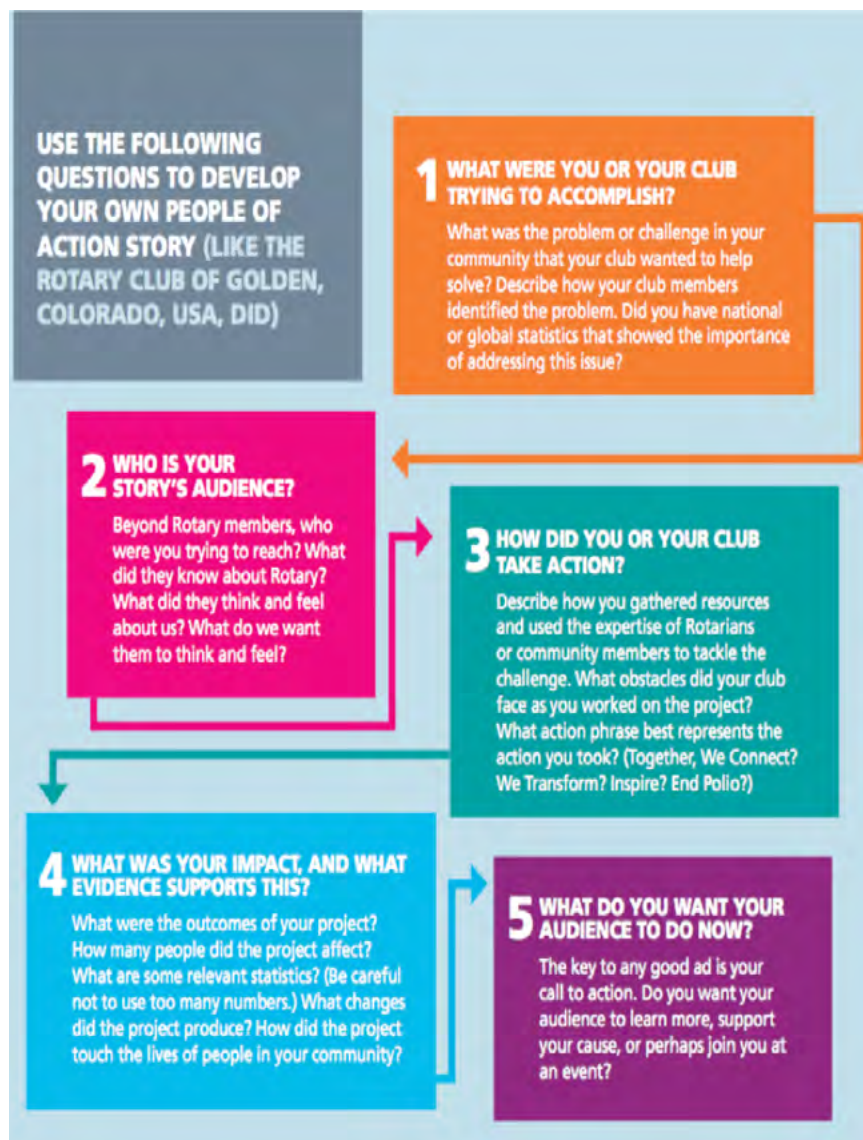 USE THE FOLLOWING
QUESTIONS TO DEVELOP
YOUR OWN PEOPLE OF
ACTION STORY (LIKE THE
ROTARY CLUB OF GOLDEN,
COLORADO, USA, DID)
1 WHAT WERE YOU OR YOUR CLUB
TRYING TO ACCOMPLISH?
What was the problem or challenge in your
community that your club wanted to help
solve? Describe how your club members
identified the problem. Did you have national
or global statistics that showed the importance
of addressing this issue?
2 WHO IS YOUR
STORY'S AUDIENCE?
Beyond Rotary members, who
were you trying to reach? What
did they know about Rotary?
What did they think and feel
about us? What do we want
them to think and feel?
3 HOW DID YOU OR YOUR CLUB
TAKE ACTION?
Describe how you gathered resources
and used the expertise of Rotarians
or community members to tackle the
challenge. What obstacles did your club
face as you worked on the project?
What action phrase best represents the
action you took? (Together, We Connect?
We Transform? Inspire? End Polio?)
4 WHAT WAS YOUR IMPACT, AND WHAT
EVIDENCE SUPPORTS THIS?
What were the outcomes of your project?
How many people did the project affect?
What are some relevant statistics? (Be careful
not to use too many numbers.) What changes
did the project produce? How did the project
touch the lives of people in your community?
5 WHAT DO YOU WANT YOUR
AUDIENCE TO DO NOW?
The key to any good ad is your
call to action. Do you want your
audience to learn more, support
your cause, or perhaps join you at
an event?